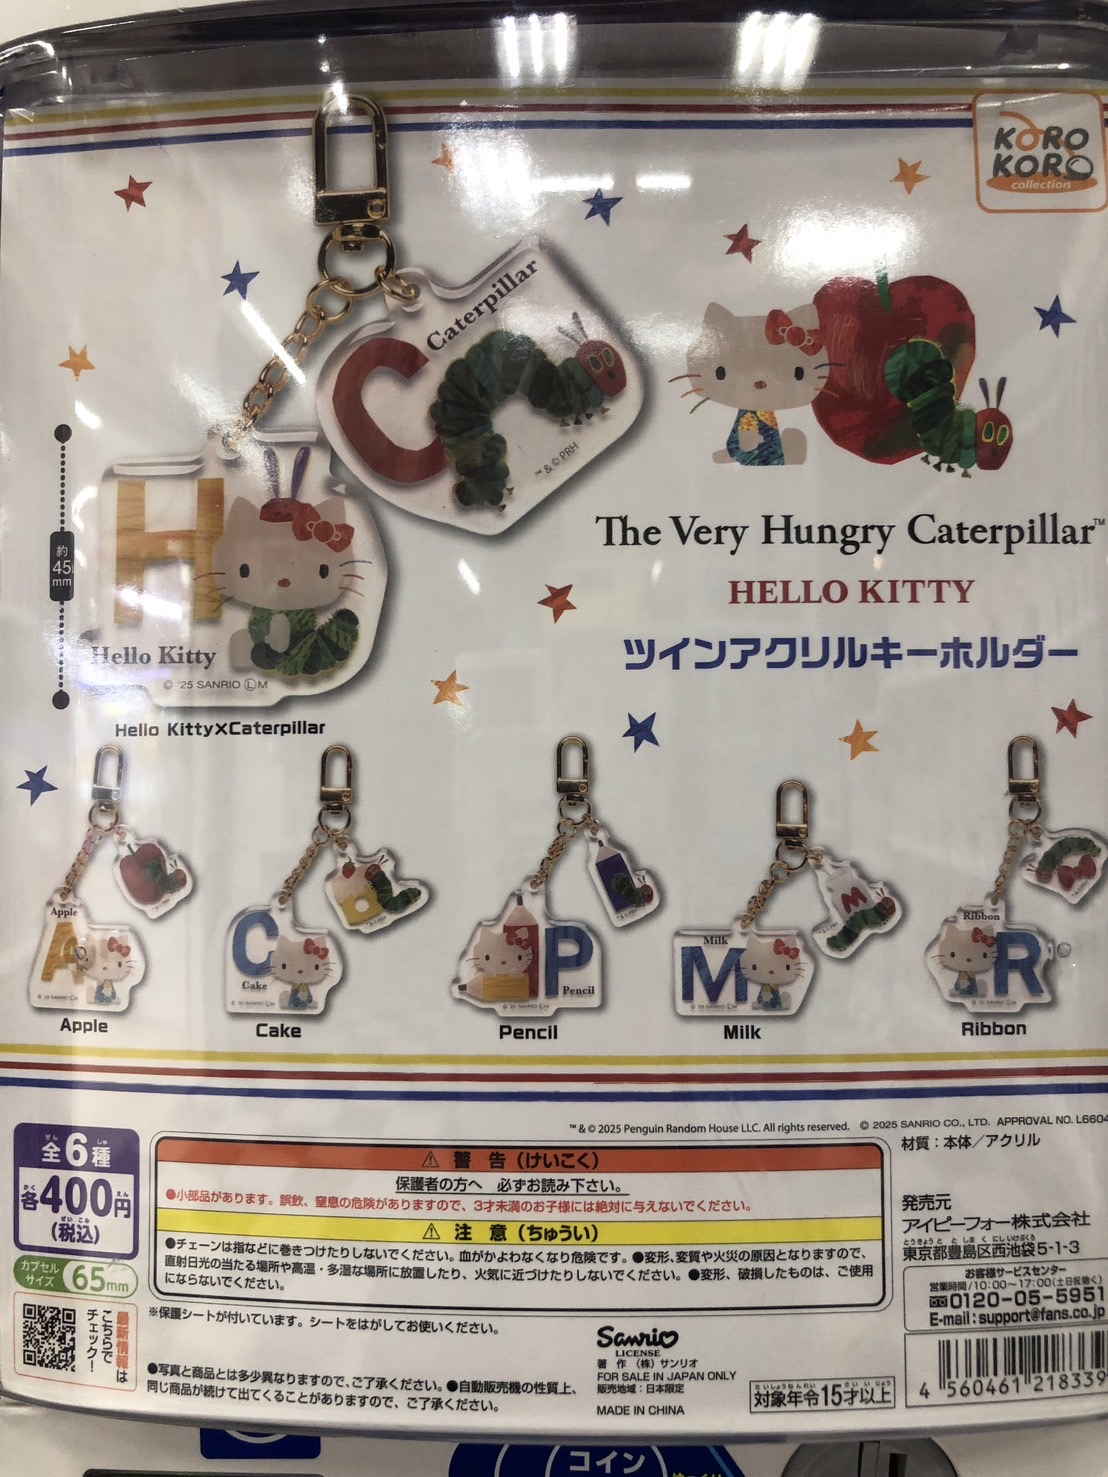 KORO
KORO
collection
Caterpillar
C
™ & © PRH
H
Hello Kitty
© '25 SANRIO Ⓛ M
約
45
mm
Hello Kitty×Caterpillar
The Very Hungry Caterpillar™
HELLO KITTY
ツインアクリルキーホルダー
Apple
A
Apple
C
Cake
Cake
P
Pencil
Pencil
Milk
M
M
Milk
Ribbon
R
Ribbon
™ & © 2025 Penguin Random House LLC. All rights reserved. © 2025 SANRIO CO., LTD. APPROVAL NO. L6604
全6種
各400円
(税込)
カプセル
サイズ 65mm
最新情報は
こちらで
チェック!
⚠ 警 告 (けいこく)
保護者の方へ 必ずお読み下さい。
●小部品があります。誤飲、窒息の危険がありますので、3才未満のお子様には絶対に与えないでください。
⚠ 注 意 (ちゅうい)
●チェーンは指などに巻きつけたりしないでください。血がかよわなくなり危険です。●変形、変質や火災の原因となりますので、
直射日光の当たる場所や高温・多湿な場所に放置したり、火気に近づけたりしないでください。●変形、破損したものは、ご使用
にならないでください。
※保護シートが付いています。シートをはがしてお使いください。
●写真と商品とは多少異なりますので、ご了承ください。●自動販売機の性質上、
同じ商品が続けて出てくることがありますので、ご了承ください。
Sanrio
LICENSE
著 作 (株) サンリオ
FOR SALE IN JAPAN ONLY
販売地域:日本限定
MADE IN CHINA
対象年令15才以上
材質:本体/アクリル
発売元
アイピーフォー株式会社
東京都豊島区西池袋5-1-3
お客様サービスセンター
営業時間/10:00〜17:00(土日祝除く)
0120-05-5951
E-mail:support@fans.co.jp
4 560461 218339
コイン